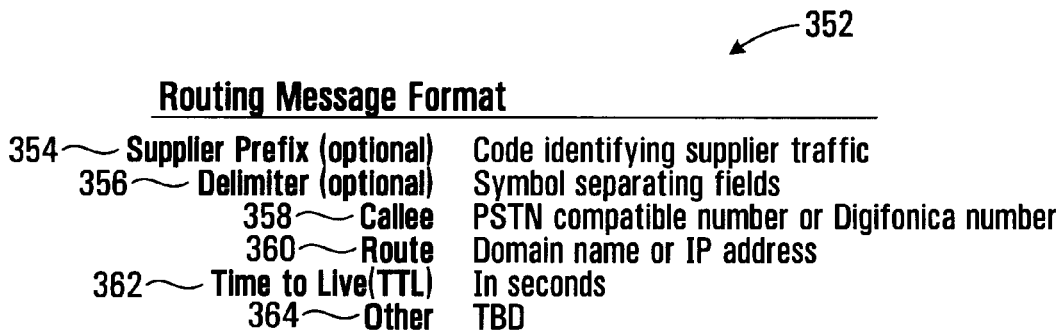 352
Routing Message Format
354 Supplier Prefix (optional) Code identifying supplier traffic
356 Delimiter (optional) Symbol separating fields
358 Callee PSTN compatible number or Digifonica number
360 Route Domain name or IP address
362 Time to Live(TTL) In seconds
364 Other TBD